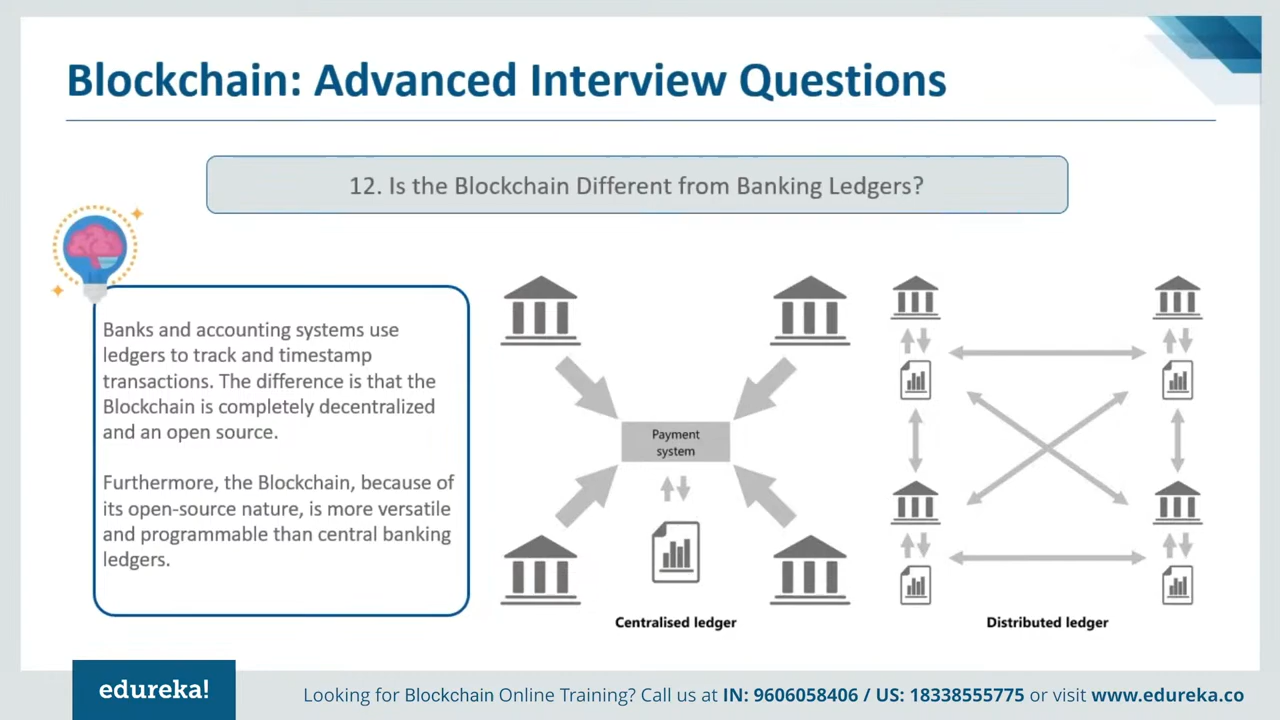 Blockchain: Advanced Interview Questions
12. Is the Blockchain Different from Banking Ledgers?
Banks and accounting systems use
ledgers to track and timestamp
transactions. The difference is that the
Blockchain is completely decentralized
and an open source.
Furthermore, the Blockchain, because of
its open-source nature, is more versatile
and programmable than central banking
ledgers.
Payment
system
Centralised ledger
Distributed ledger
edureka!
Looking for Blockchain Online Training? Call us at IN: 9606058406 / US: 18338555775 or visit www.edureka.co